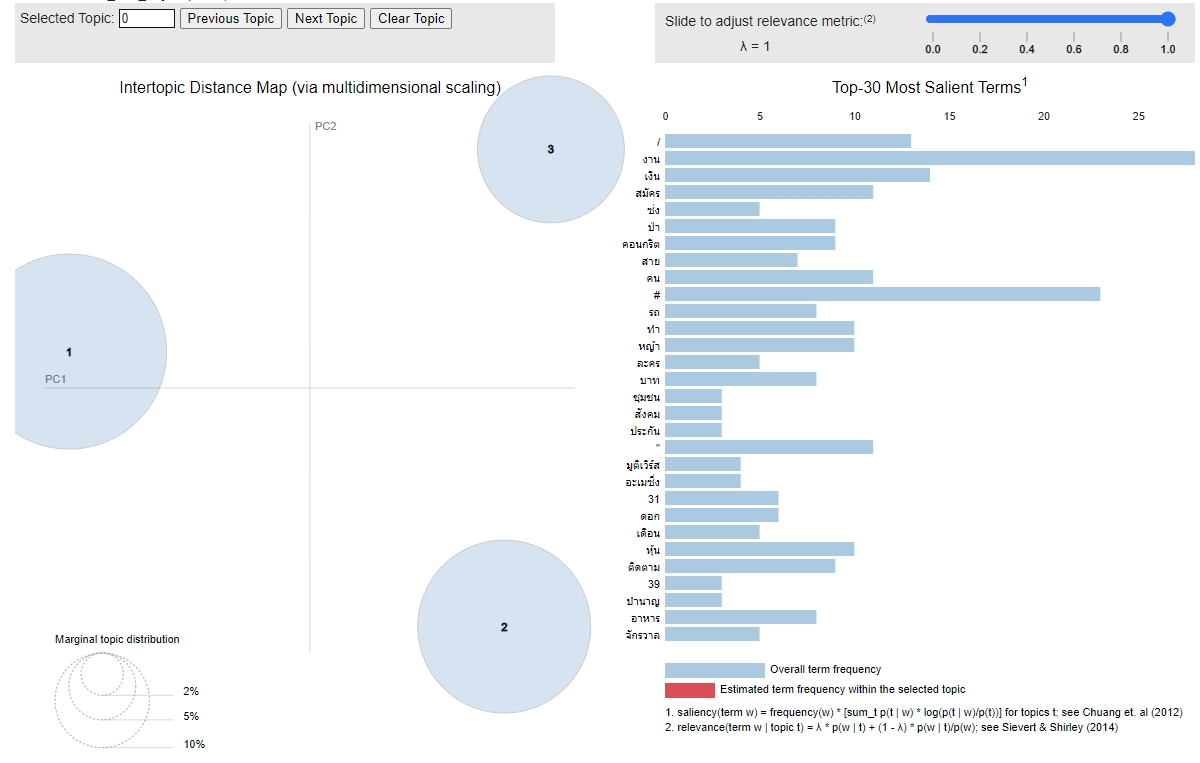 Selected Topic: 0 Previous Topic Next Topic Clear Topic
Slide to adjust relevance metric:(2)
λ = 1
0.0 0.2 0.4 0.6 0.8 1.0
Intertopic Distance Map (via multidimensional scaling)
PC2
3
1
PC1
2
Marginal topic distribution
2%
5%
10%
Top-30 Most Salient Terms1
0 5 10 15 20 25
/
งาน
เงิน
สมัคร
ซ่ง
ป่า
คอนกรีต
สาย
คน
#
รถ
ทำ
หญ้า
ละคร
บาท
ชุมชน
สังคม
ประกัน
"
มูติเวิร์ส
อะเมซิ่ง
31
ดอก
เดือน
หุ้น
ติดตาม
39
ปานาญ
อาหาร
จักรวาล
Overall term frequency
Estimated term frequency within the selected topic
1. saliency(term w) = frequency(w) * [sum_t p(t | w) * log(p(t | w)/p(t))] for topics t; see Chuang et. al (2012)
2. relevance(term w | topic t) = λ * p(w | t) + (1 - λ) * p(w | t)/p(w); see Sievert & Shirley (2014)